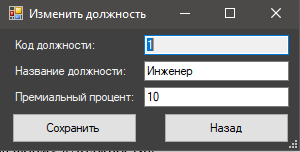 Изменить должность
Код должности: 1
Название должности: Инженер
Премиальный процент: 10
Сохранить Назад